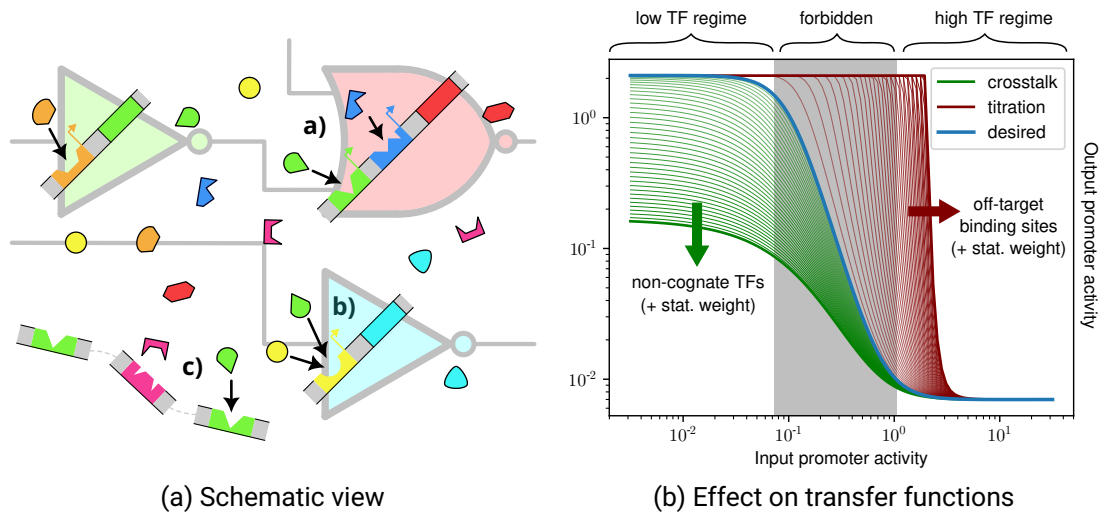 a)
b)
c)
(a) Schematic view
low TF regime
forbidden
high TF regime
crosstalk
titration
desired
10^0
10^-1
10^-2
non-cognate TFs
(+ stat. weight)
off-target
binding sites
(+ stat. weight)
10^-2
10^-1
10^0
10^1
Input promoter activity
Output promoter activity
(b) Effect on transfer functions